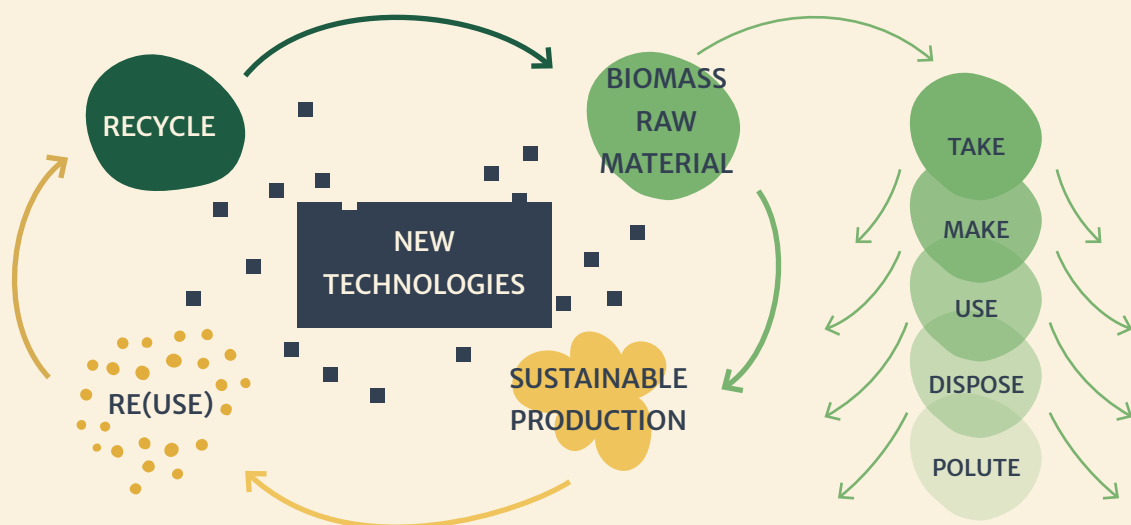 RECYCLE
BIOMASS
RAW
MATERIAL
NEW
TECHNOLOGIES
SUSTAINABLE
PRODUCTION
RE(USE)
TAKE
MAKE
USE
DISPOSE
POLUTE